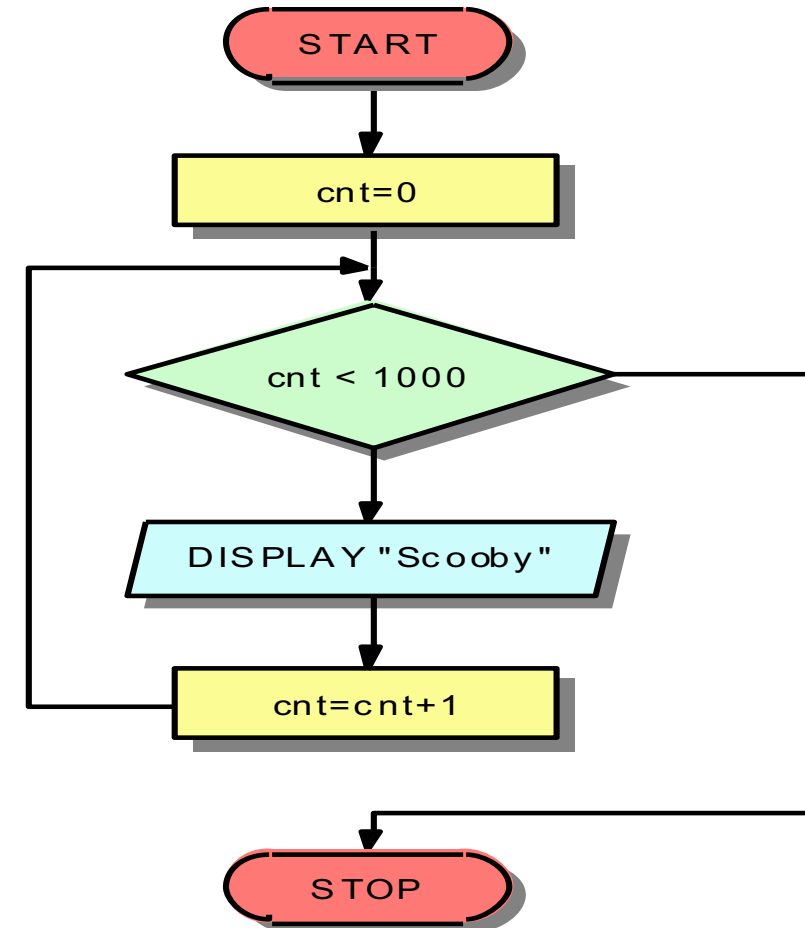 START
cnt=0
cnt < 1000
DISPLAY "Scooby"
cnt=cnt+1
STOP